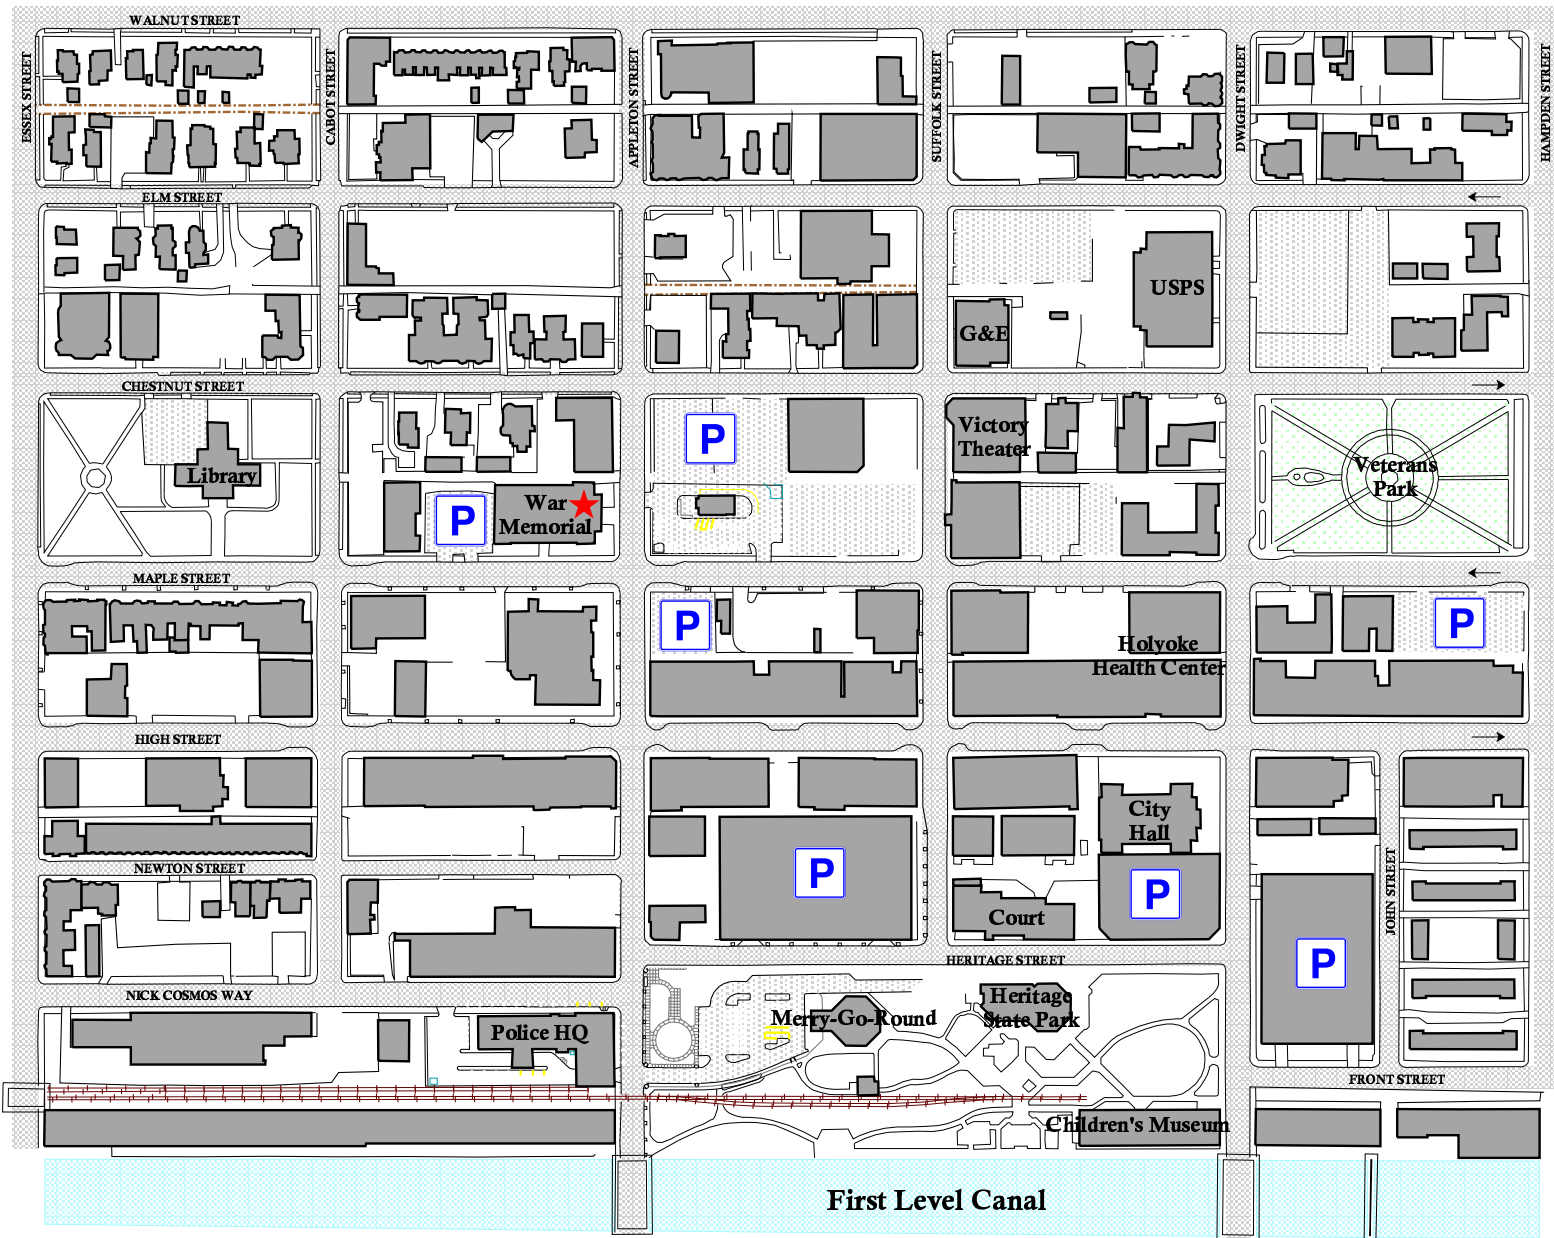 WALNUT STREET
ESSEX STREET
CABOT STREET
APPLETON STREET
SUFFOLK STREET
DWIGHT STREET
HAMPDEN STREET
ELM STREET
USPS
G&E
CHESTNUT STREET
Library
P
War
Memorial
P
Victory
Theater
Veterans
Park
MAPLE STREET
P
Holyoke
Health Center
P
HIGH STREET
City
Hall
NEWTON STREET
P
P
Court
JOHN STREET
P
HERITAGE STREET
NICK COSMOS WAY
Police HQ
Merry-Go-Round
Heritage
State Park
FRONT STREET
Children's Museum
First Level Canal